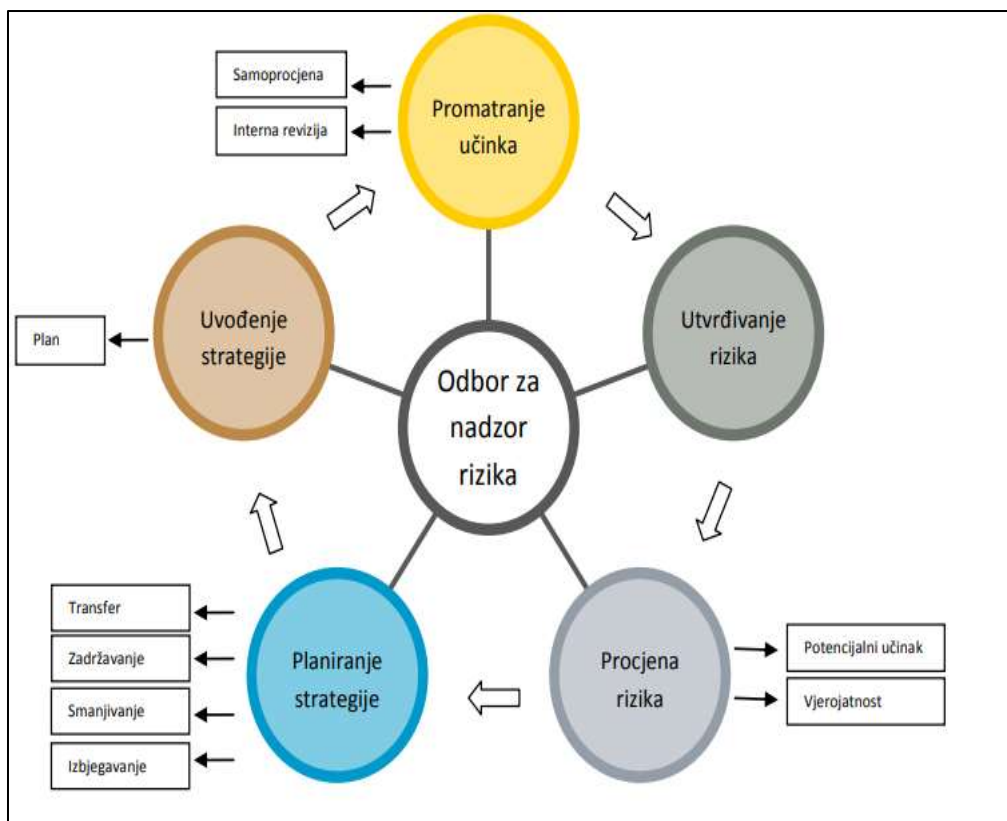 Samoprocjena
Interna revizija
Promatranje
učinka
Uvođenje
strategije
Plan
Utvrđivanje
rizika
Odbor za
nadzor
rizika
Transfer
Zadržavanje
Smanjivanje
Izbjegavanje
Planiranje
strategije
Procjena
rizika
Potencijalni učinak
Vjerojatnost